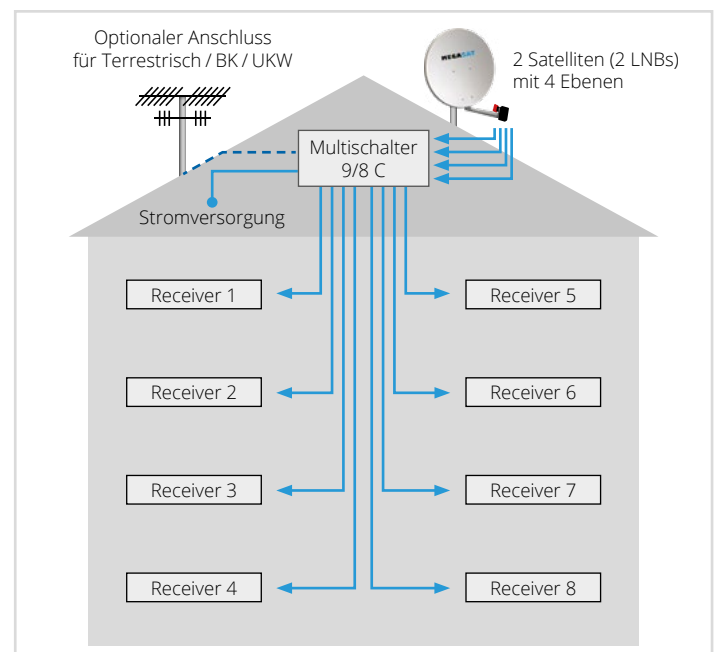 Optionaler Anschluss
für Terrestrisch / BK / UKW
MEGASAT
2 Satelliten (2 LNBs)
mit 4 Ebenen
Multischalter
9/8 C
Stromversorgung
Receiver 1
Receiver 5
Receiver 2
Receiver 6
Receiver 3
Receiver 7
Receiver 4
Receiver 8